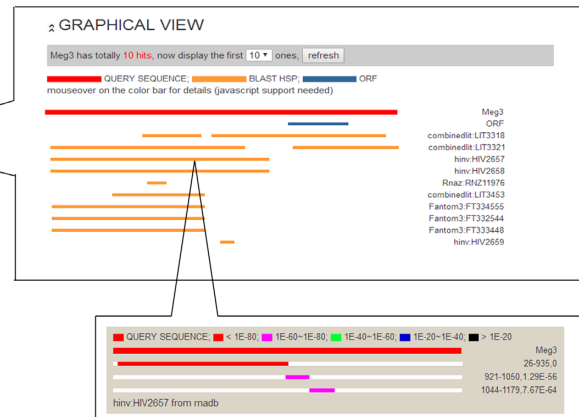 GRAPHICAL VIEW
Meg3 has totally 10 hits, now display the first 10 ones, refresh
QUERY SEQUENCE; BLAST HSP; ORF
mouseover on the color bar for details (javascript support needed)
Meg3
ORF
combinedlit:LIT3318
combinedlit:LIT3321
hinv:HIV2657
hinv:HIV2658
Rnaz:RNZ11976
combinedlit:LIT3453
Fantom3:FT334555
Fantom3:FT332544
Fantom3:FT333448
hinv:HIV2659
QUERY SEQUENCE; < 1E-80; 1E-60~1E-80; 1E-40~1E-60; 1E-20~1E-40; > 1E-20
Meg3
26-935,0
921-1050,1.29E-56
1044-1179,7.67E-64
hinv:HIV2657 from rnadb